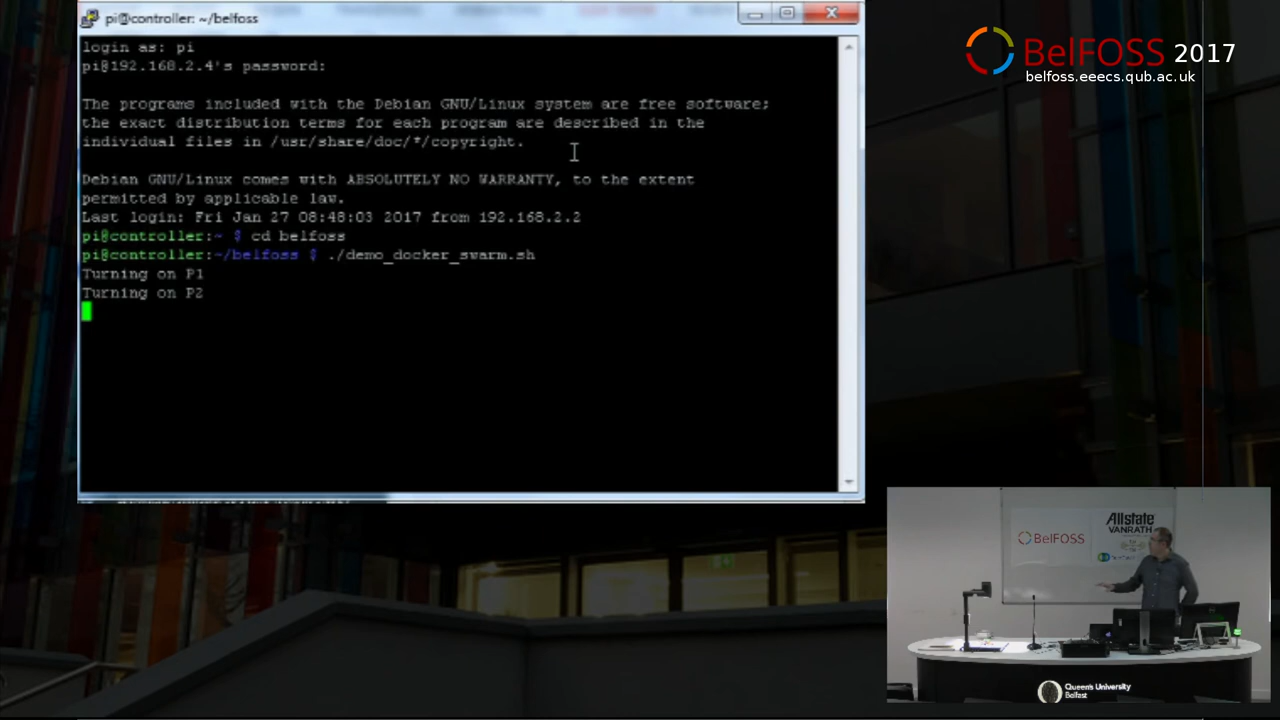 pi@controller: ~/belfoss
login as: pi
pi@192.168.2.4's password:
The programs included with the Debian GNU/Linux system are free software;
the exact distribution terms for each program are described in the
individual files in /usr/share/doc/*/copyright.
Debian GNU/Linux comes with ABSOLUTELY NO WARRANTY, to the extent
permitted by applicable law.
Last login: Fri Jan 27 08:48:03 2017 from 192.168.2.2
pi@controller:~ $ cd belfoss
pi@controller:~/belfoss $ ./demo_docker_swarm.sh
Turning on P1
Turning on P2
BelFOSS 2017
belfoss.eeecs.qub.ac.uk
BelFOSS
Allstate
VANRATH
Queen's University
Belfast